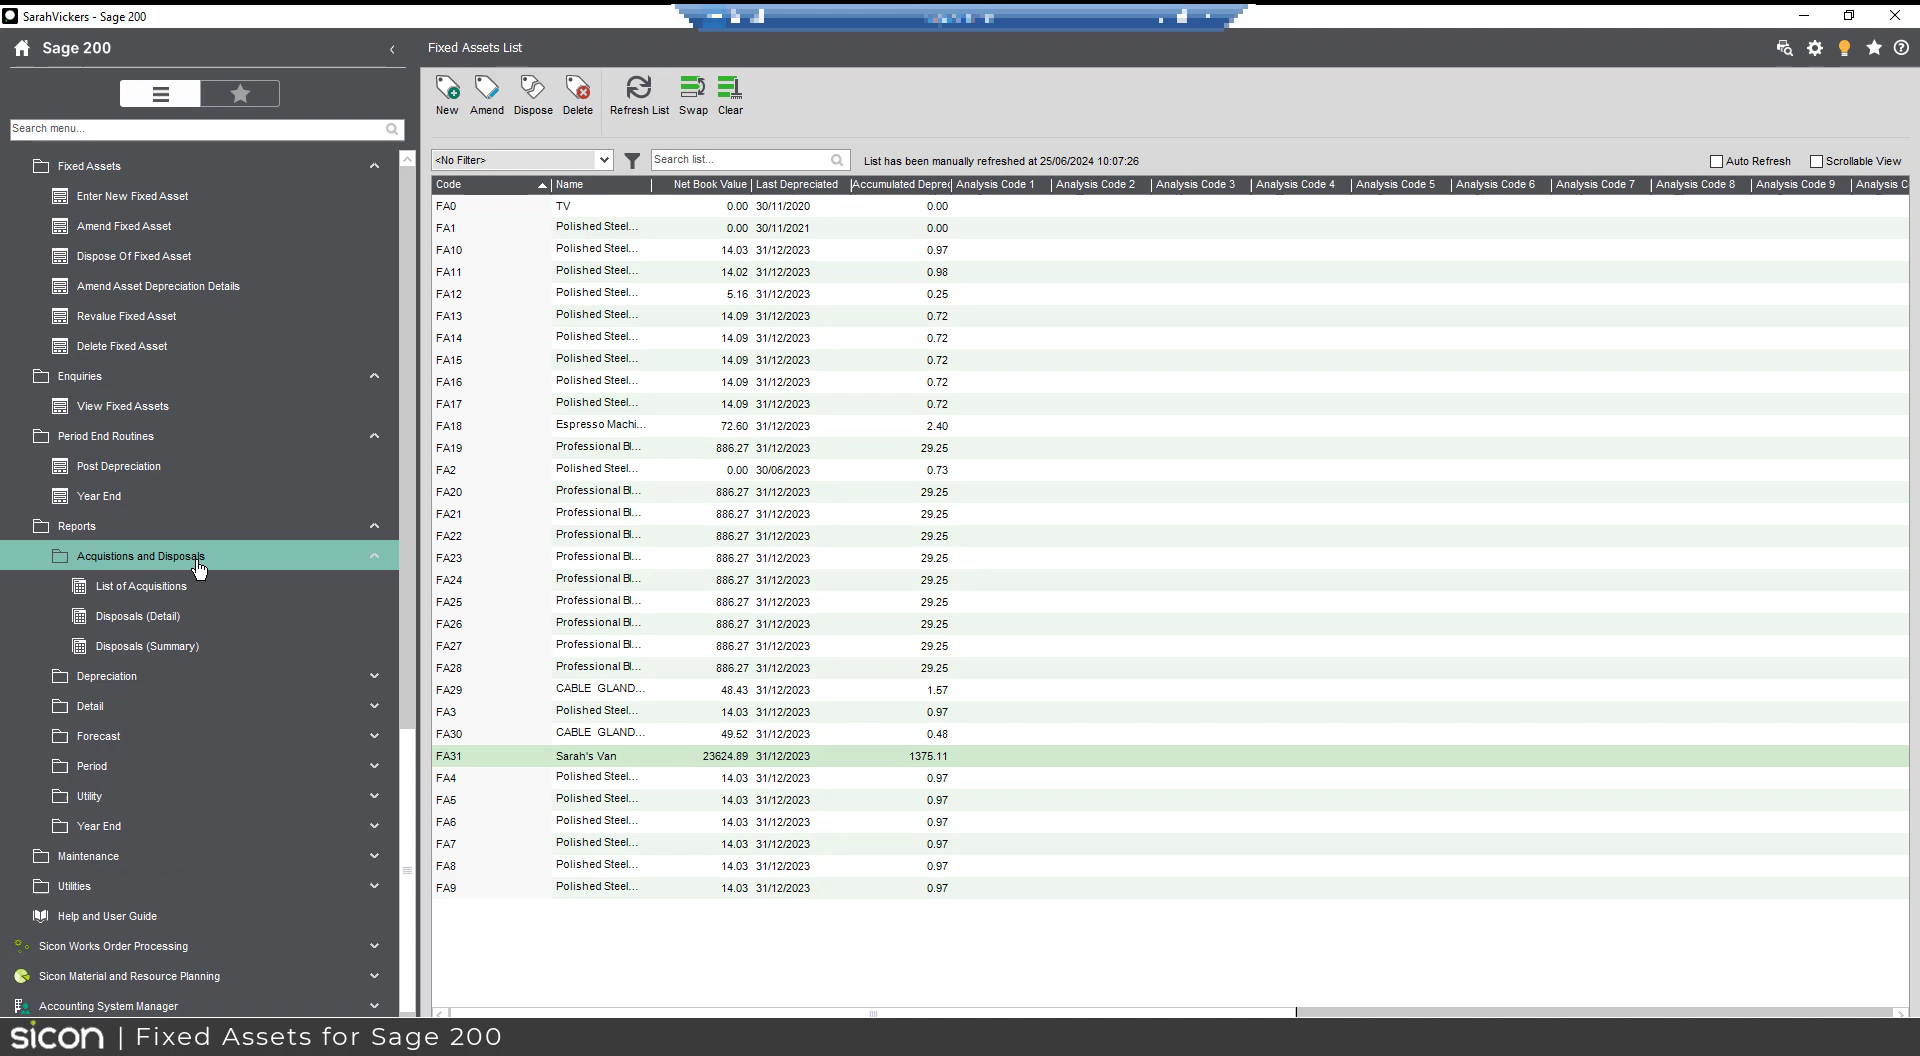 SarahVickers - Sage 200
Sage 200
Fixed Assets List
New Amend Dispose Delete Refresh List Swap Clear
Search menu...
<No Filter> Search list... List has been manually refreshed at 25/06/2024 10:07:26 Auto Refresh Scrollable View
Fixed Assets
Enter New Fixed Asset
Amend Fixed Asset
Dispose Of Fixed Asset
Amend Asset Depreciation Details
Revalue Fixed Asset
Delete Fixed Asset
Enquiries
View Fixed Assets
Period End Routines
Post Depreciation
Year End
Reports
Acquistions and Disposals
List of Acquisitions
Disposals (Detail)
Disposals (Summary)
Depreciation
Detail
Forecast
Period
Utility
Year End
Maintenance
Utilities
Help and User Guide
Sicon Works Order Processing
Sicon Material and Resource Planning
Accounting System Manager
Code Name Net Book Value Last Depreciated Accumulated Deprec Analysis Code 1 Analysis Code 2 Analysis Code 3 Analysis Code 4 Analysis Code 5 Analysis Code 6 Analysis Code 7 Analysis Code 8 Analysis Code 9 Analysis C
FA0 TV 0.00 30/11/2020 0.00
FA1 Polished Steel... 0.00 30/11/2021 0.00
FA10 Polished Steel... 14.03 31/12/2023 0.97
FA11 Polished Steel... 14.02 31/12/2023 0.98
FA12 Polished Steel... 5.16 31/12/2023 0.25
FA13 Polished Steel... 14.09 31/12/2023 0.72
FA14 Polished Steel... 14.09 31/12/2023 0.72
FA15 Polished Steel... 14.09 31/12/2023 0.72
FA16 Polished Steel... 14.09 31/12/2023 0.72
FA17 Polished Steel... 14.09 31/12/2023 0.72
FA18 Espresso Machi... 72.60 31/12/2023 2.40
FA19 Professional Bl... 886.27 31/12/2023 29.25
FA2 Polished Steel... 0.00 30/06/2023 0.73
FA20 Professional Bl... 886.27 31/12/2023 29.25
FA21 Professional Bl... 886.27 31/12/2023 29.25
FA22 Professional Bl... 886.27 31/12/2023 29.25
FA23 Professional Bl... 886.27 31/12/2023 29.25
FA24 Professional Bl... 886.27 31/12/2023 29.25
FA25 Professional Bl... 886.27 31/12/2023 29.25
FA26 Professional Bl... 886.27 31/12/2023 29.25
FA27 Professional Bl... 886.27 31/12/2023 29.25
FA28 Professional Bl... 886.27 31/12/2023 29.25
FA29 CABLE GLAND... 48.43 31/12/2023 1.57
FA3 Polished Steel... 14.03 31/12/2023 0.97
FA30 CABLE GLAND... 49.52 31/12/2023 0.48
FA31 Sarah's Van 23624.89 31/12/2023 1375.11
FA4 Polished Steel... 14.03 31/12/2023 0.97
FA5 Polished Steel... 14.03 31/12/2023 0.97
FA6 Polished Steel... 14.03 31/12/2023 0.97
FA7 Polished Steel... 14.03 31/12/2023 0.97
FA8 Polished Steel... 14.03 31/12/2023 0.97
FA9 Polished Steel... 14.03 31/12/2023 0.97
sicon | Fixed Assets for Sage 200